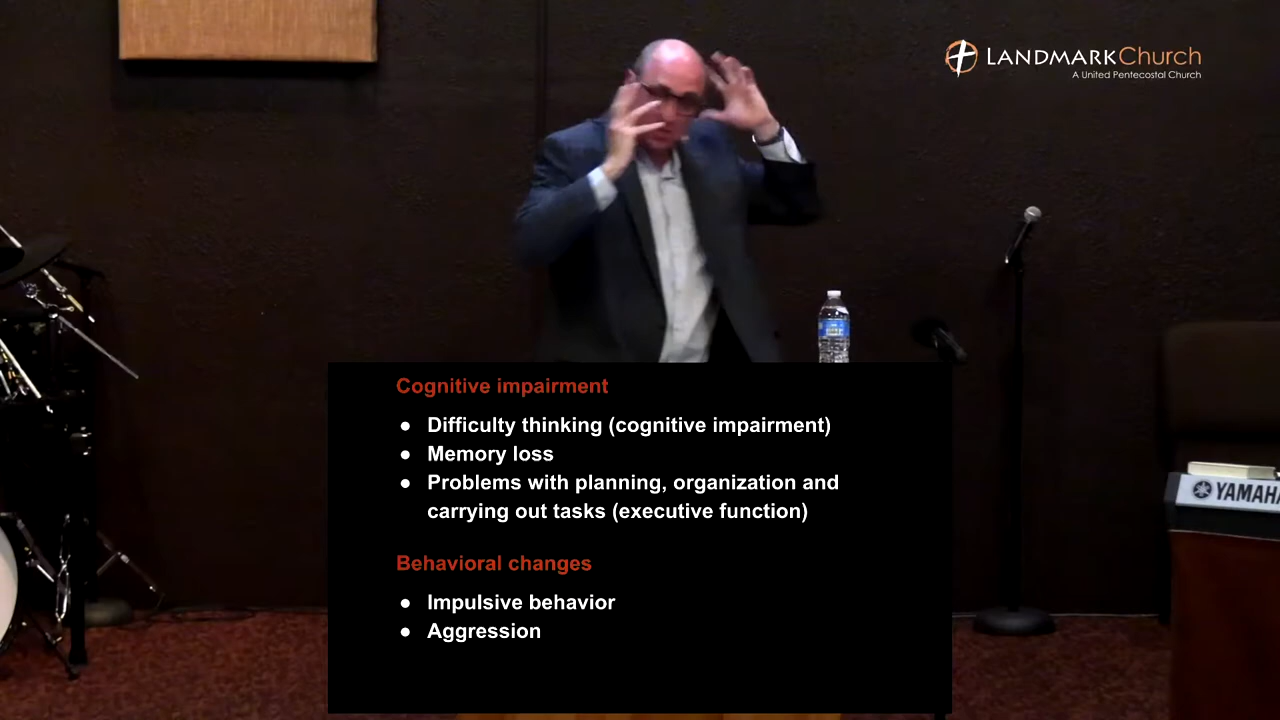 LANDMARKChurch
A United Pentecostal Church
Cognitive impairment
● Difficulty thinking (cognitive impairment)
● Memory loss
● Problems with planning, organization and
carrying out tasks (executive function)
Behavioral changes
● Impulsive behavior
● Aggression
YAMAHA